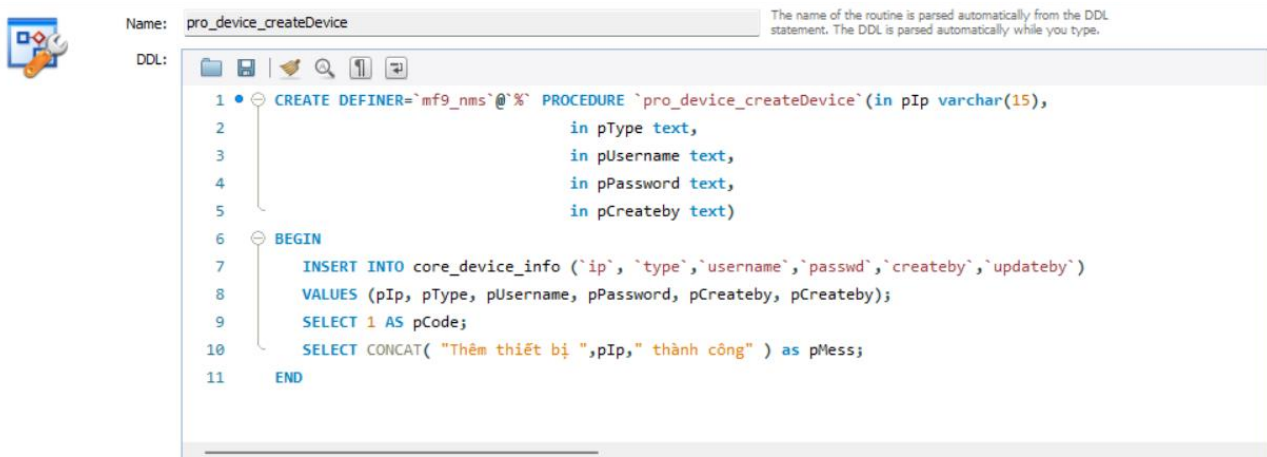 Name: pro_device_createDevice
The name of the routine is parsed automatically from the DDL
statement. The DDL is parsed automatically while you type.
DDL:
1 CREATE DEFINER=`mf9_nms`@`%` PROCEDURE `pro_device_createDevice`(in pIp varchar(15),
2 in pType text,
3 in pUsername text,
4 in pPassword text,
5 in pCreateby text)
6 BEGIN
7 INSERT INTO core_device_info (`ip`, `type`,`username`,`passwd`,`createby`,`updateby`)
8 VALUES (pIp, pType, pUsername, pPassword, pCreateby, pCreateby);
9 SELECT 1 AS pCode;
10 SELECT CONCAT( "Thêm thiết bị ",pIp," thành công" ) as pMess;
11 END